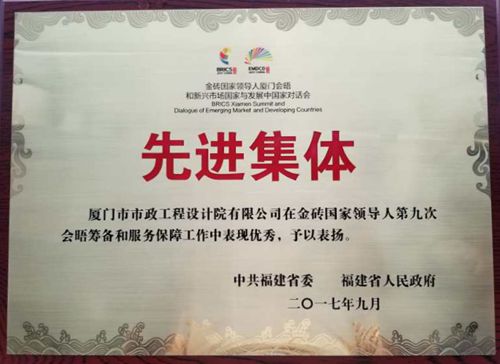 BRICS
EMDCD
金砖国家领导人厦门会晤
和新兴市场国家与发展中国家对话会
BRICS Xiamen Summit and
Dialogue of Emerging Market and Developing Countries
先进集体
厦门市市政工程设计院有限公司在金砖国家领导人第九次
会晤筹备和服务保障工作中表现优秀，予以表扬。
中共福建省委 福建省人民政府
二〇一七年九月